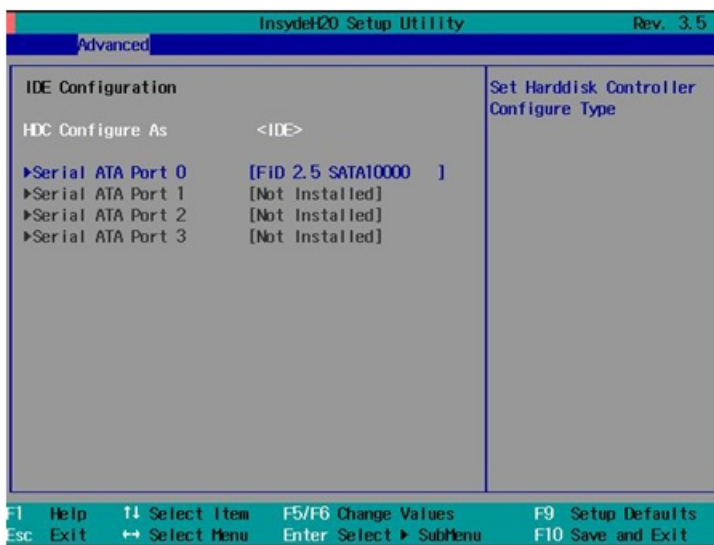 InsydeH2O Setup Utility Rev. 3.5
Advanced
IDE Configuration
HDC Configure As <IDE>
▶Serial ATA Port 0 [FiD 2.5 SATA10000 ]
▶Serial ATA Port 1 [Not Installed]
▶Serial ATA Port 2 [Not Installed]
▶Serial ATA Port 3 [Not Installed]
Set Harddisk Controller
Configure Type
F1 Help ↑↓ Select Item F5/F6 Change Values F9 Setup Defaults
Esc Exit ↔ Select Menu Enter Select ▶ SubMenu F10 Save and Exit